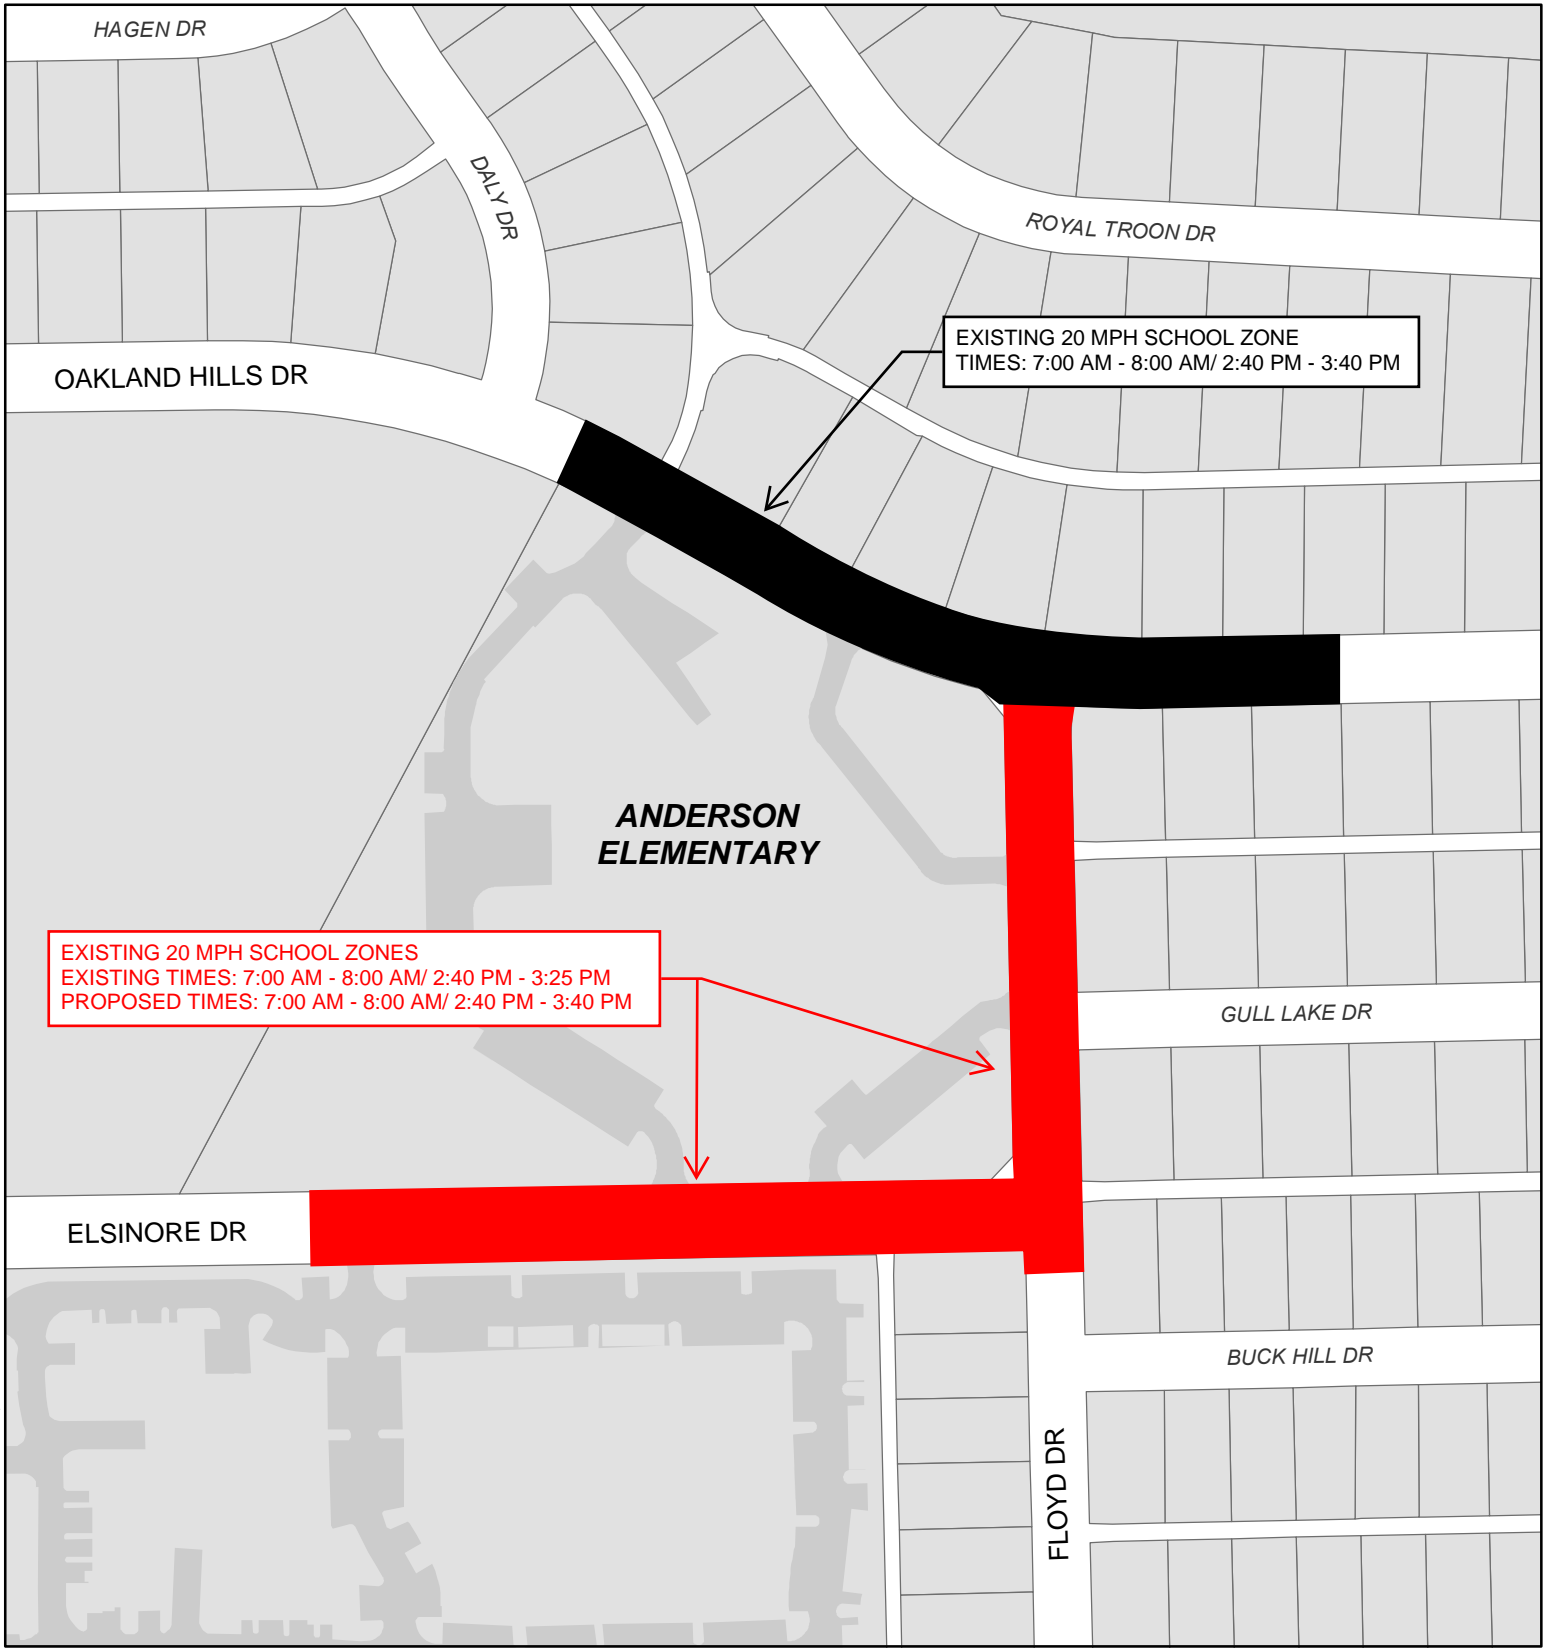 HAGEN DR
DALY DR
ROYAL TROON DR
EXISTING 20 MPH SCHOOL ZONE
TIMES: 7:00 AM - 8:00 AM/ 2:40 PM - 3:40 PM
OAKLAND HILLS DR
ANDERSON
ELEMENTARY
EXISTING 20 MPH SCHOOL ZONES
EXISTING TIMES: 7:00 AM - 8:00 AM/ 2:40 PM - 3:25 PM
PROPOSED TIMES: 7:00 AM - 8:00 AM/ 2:40 PM - 3:40 PM
GULL LAKE DR
ELSINORE DR
BUCK HILL DR
FLOYD DR